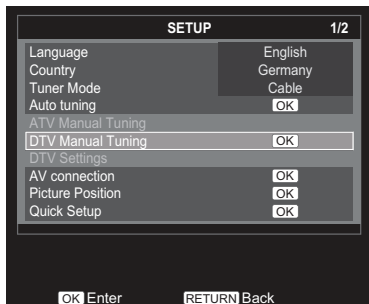 SETUP 1/2
Language English
Country Germany
Tuner Mode Cable
Auto tuning OK
ATV Manual Tuning
DTV Manual Tuning OK
DTV Settings
AV connection OK
Picture Position OK
Quick Setup OK
OK Enter RETURN Back